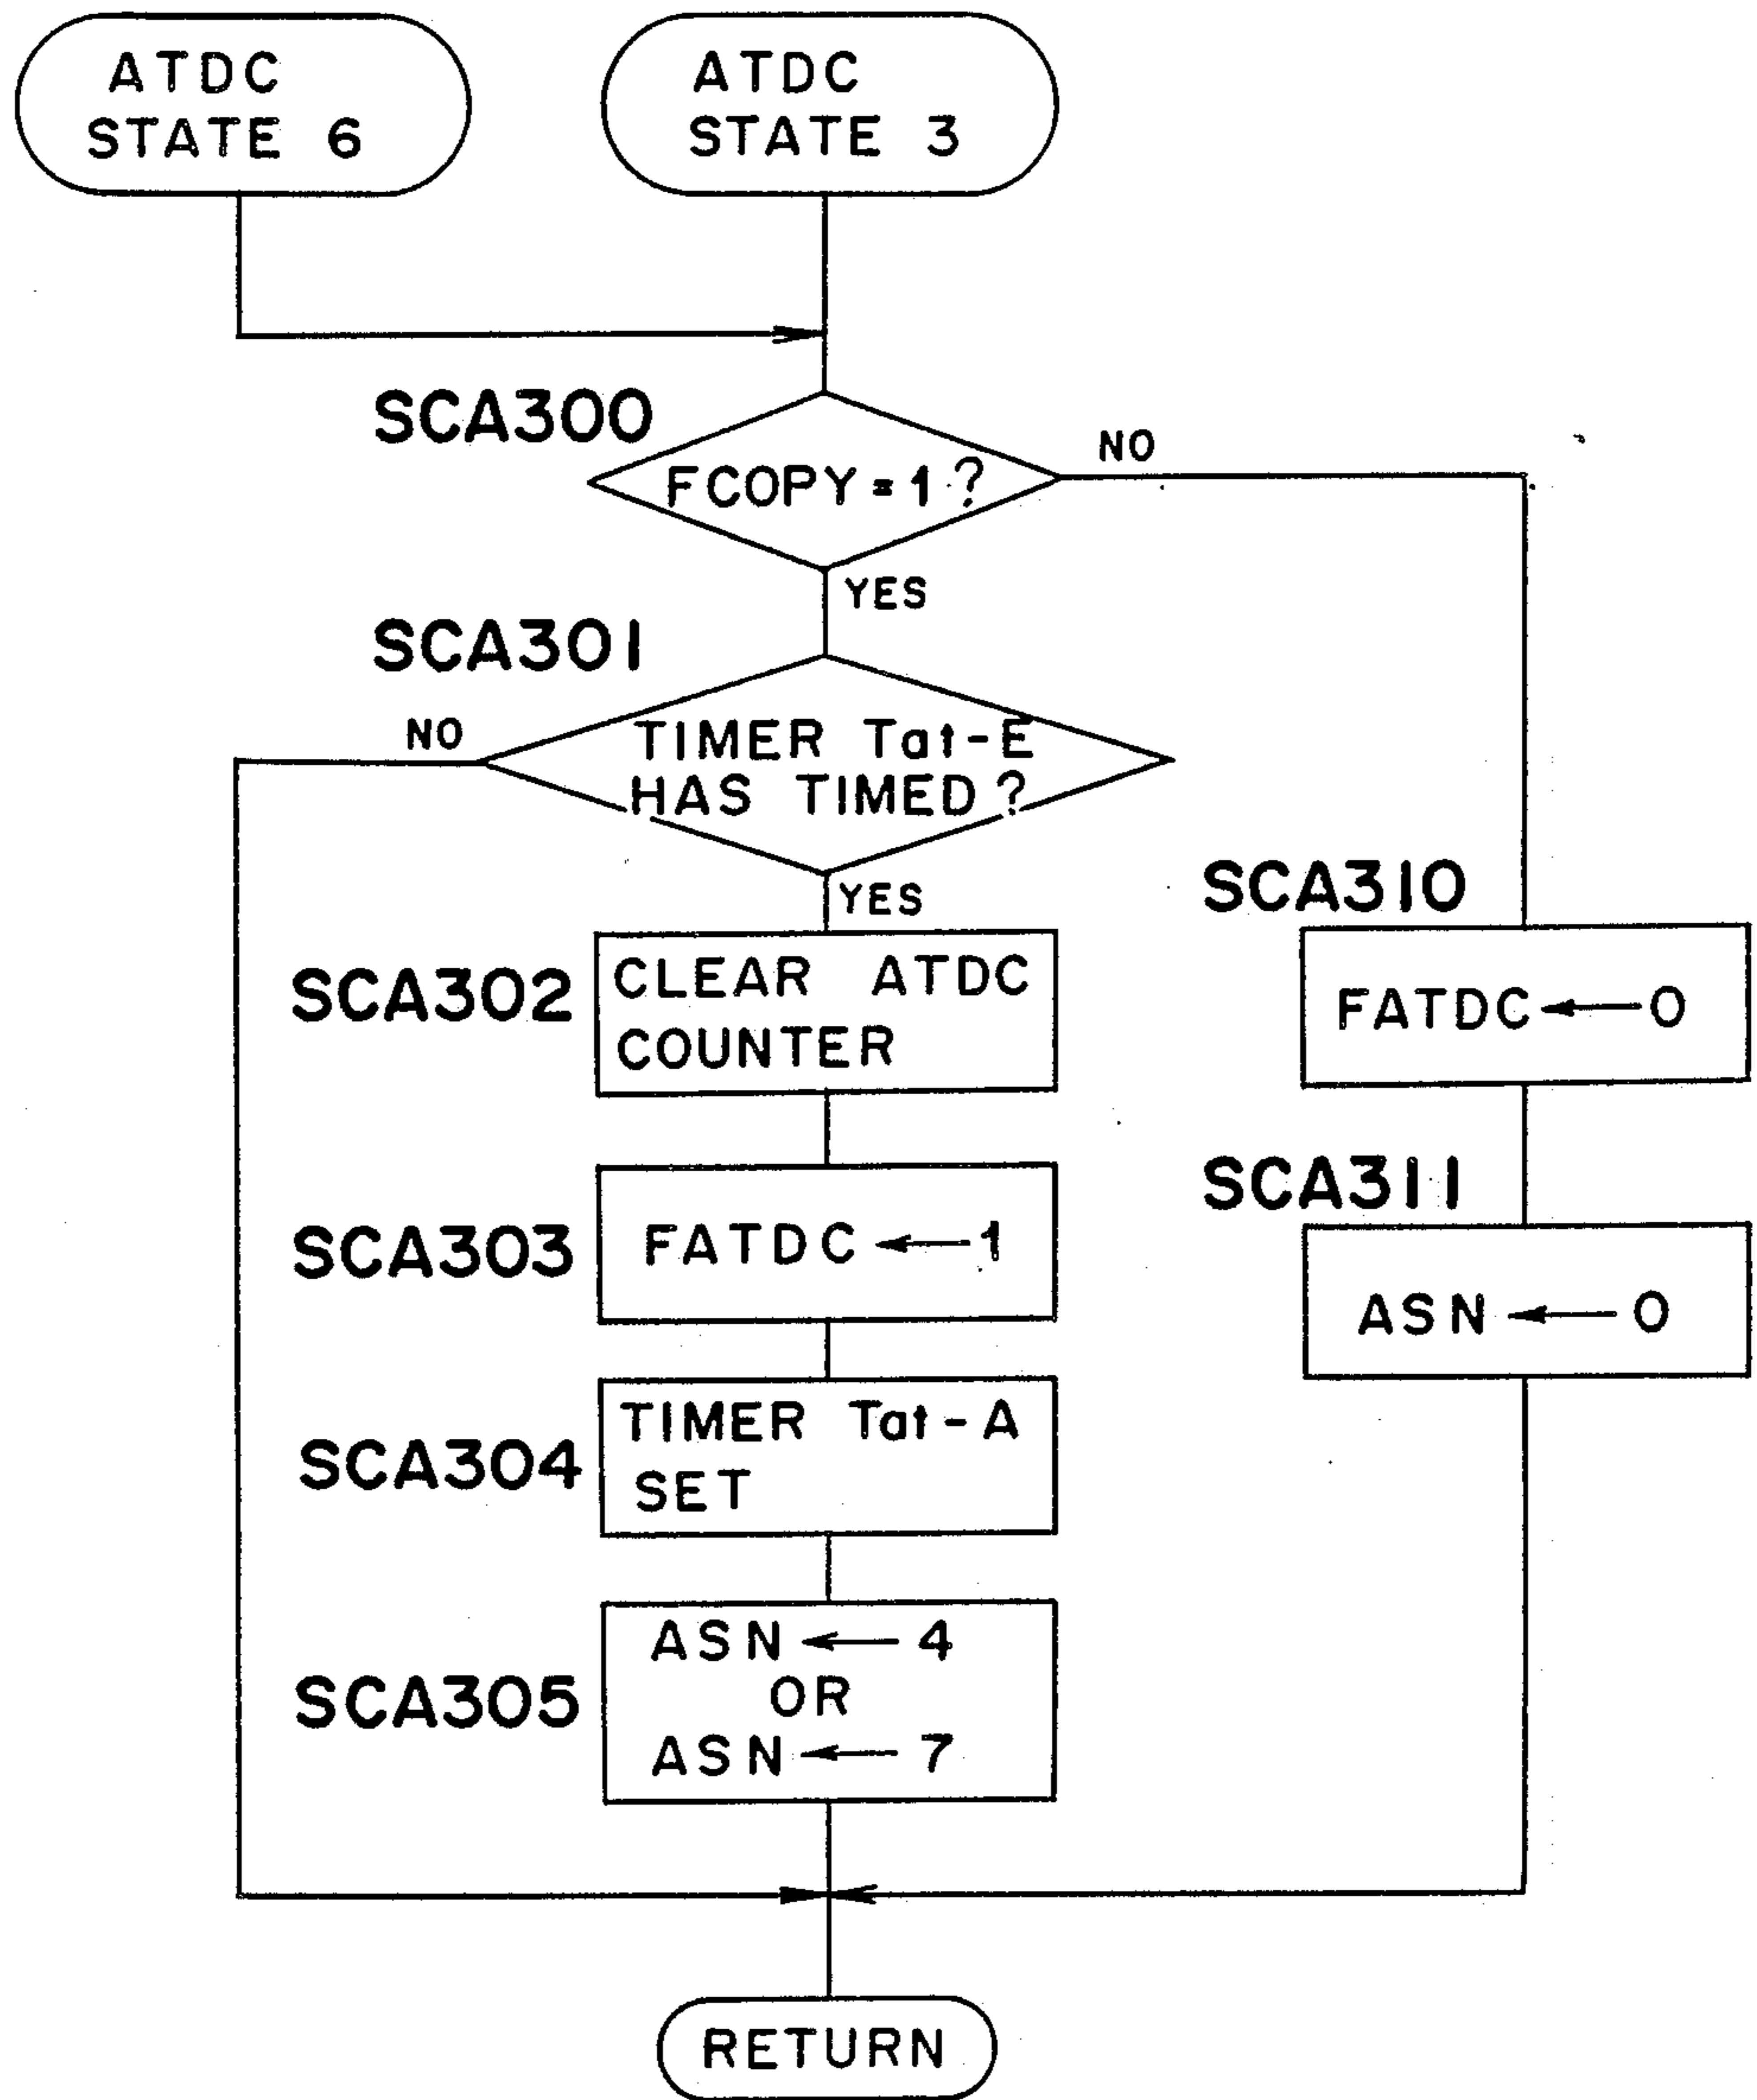 ATDC
STATE 6
ATDC
STATE 3
SCA300
FCOPY=1?
NO
YES
SCA301
NO
TIMER Tat-E
HAS TIMED?
YES
SCA302
CLEAR ATDC
COUNTER
SCA303
FATDC ← 1
SCA304
TIMER Tat-A
SET
SCA305
ASN ← 4
OR
ASN ← 7
SCA310
FATDC ← 0
SCA311
ASN ← 0
RETURN